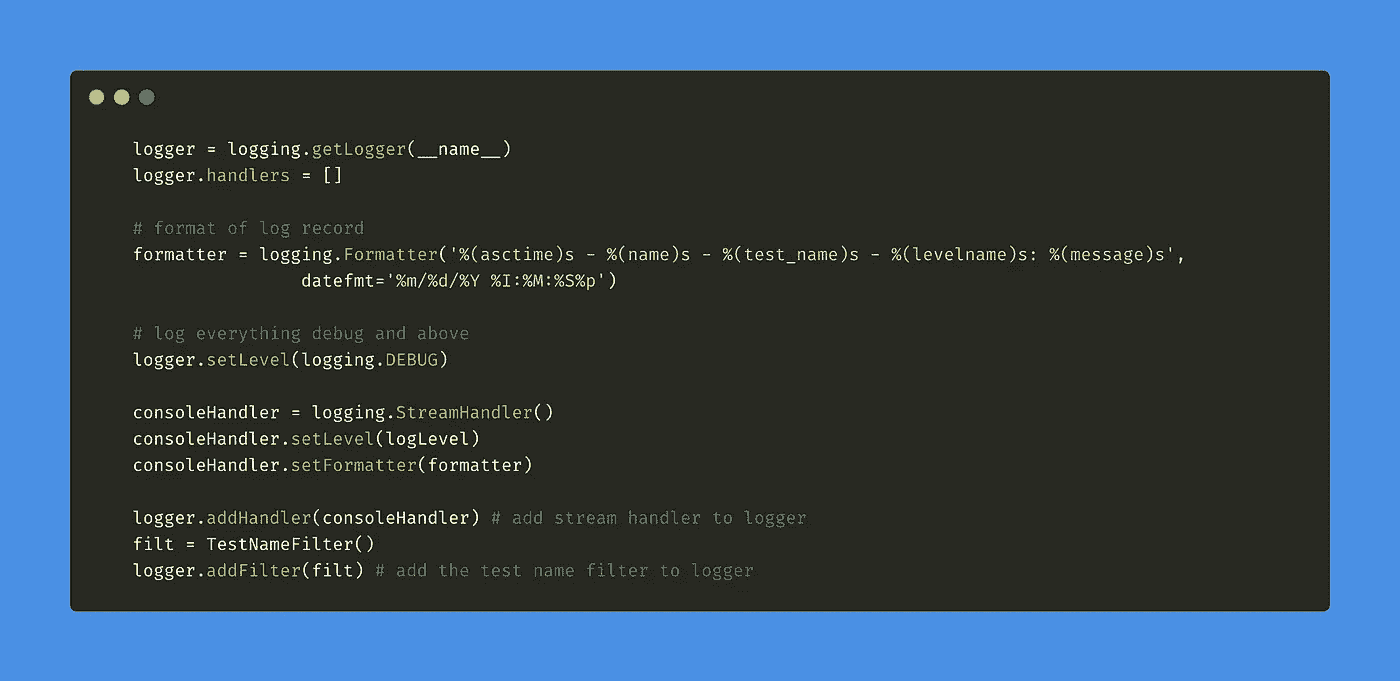 logger = logging.getLogger(__name__)
logger.handlers = []
# format of log record
formatter = logging.Formatter('%(asctime)s - %(name)s - %(test_name)s - %(levelname)s: %(message)s',
datefmt='%m/%d/%Y %I:%M:%S%p')
# log everything debug and above
logger.setLevel(logging.DEBUG)
consoleHandler = logging.StreamHandler()
consoleHandler.setLevel(logLevel)
consoleHandler.setFormatter(formatter)
logger.addHandler(consoleHandler) # add stream handler to logger
filt = TestNameFilter()
logger.addFilter(filt) # add the test name filter to logger